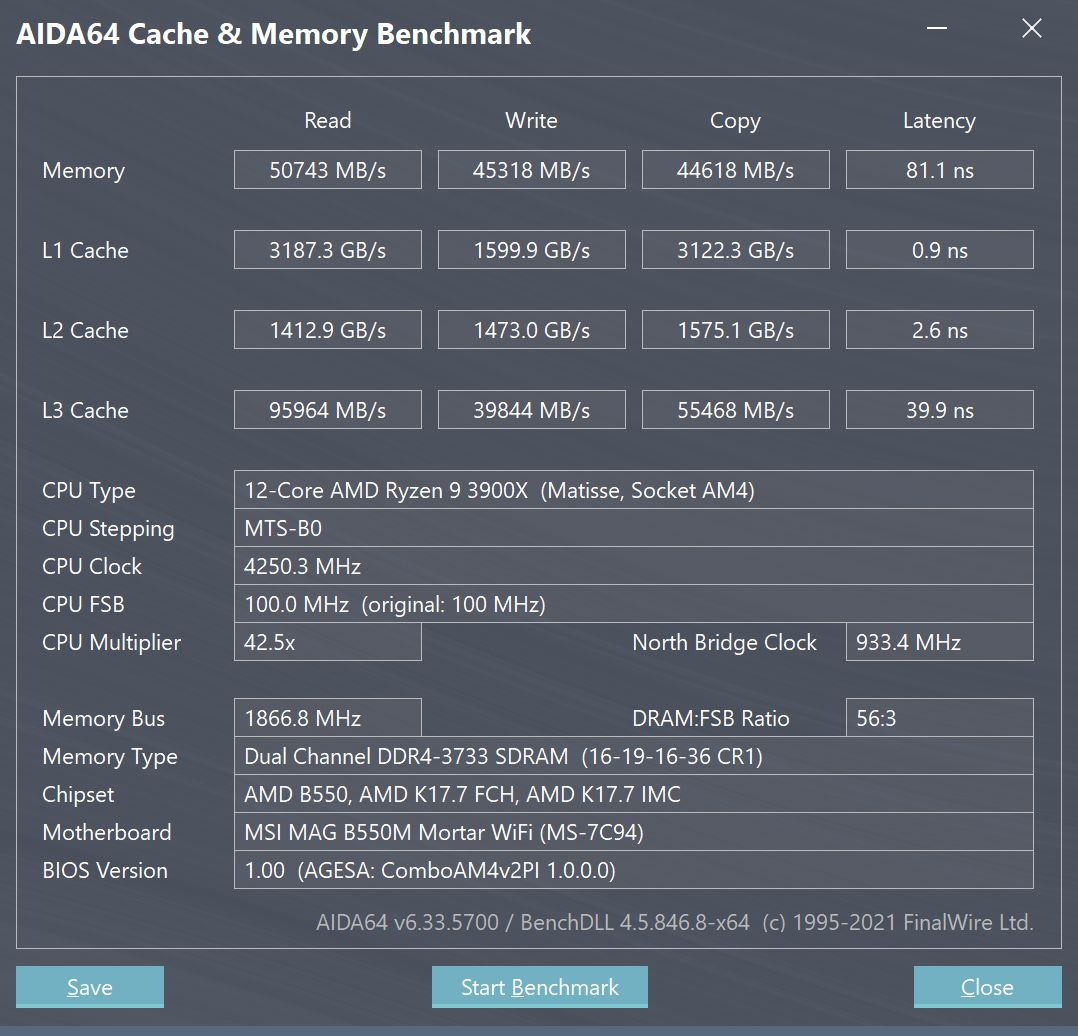 AIDA64 Cache & Memory Benchmark
Read Write Copy Latency
Memory 50743 MB/s 45318 MB/s 44618 MB/s 81.1 ns
L1 Cache 3187.3 GB/s 1599.9 GB/s 3122.3 GB/s 0.9 ns
L2 Cache 1412.9 GB/s 1473.0 GB/s 1575.1 GB/s 2.6 ns
L3 Cache 95964 MB/s 39844 MB/s 55468 MB/s 39.9 ns
CPU Type 12-Core AMD Ryzen 9 3900X (Matisse, Socket AM4)
CPU Stepping MTS-B0
CPU Clock 4250.3 MHz
CPU FSB 100.0 MHz (original: 100 MHz)
CPU Multiplier 42.5x North Bridge Clock 933.4 MHz
Memory Bus 1866.8 MHz DRAM:FSB Ratio 56:3
Memory Type Dual Channel DDR4-3733 SDRAM (16-19-16-36 CR1)
Chipset AMD B550, AMD K17.7 FCH, AMD K17.7 IMC
Motherboard MSI MAG B550M Mortar WiFi (MS-7C94)
BIOS Version 1.00 (AGESA: ComboAM4v2PI 1.0.0.0)
AIDA64 v6.33.5700 / BenchDLL 4.5.846.8-x64 (c) 1995-2021 FinalWire Ltd.
Save Start Benchmark Close